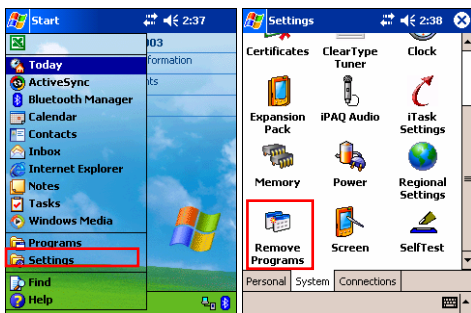 Start 2:37
003
Today
formation
ActiveSync
nts
Bluetooth Manager
Calendar
Contacts
Inbox
Internet Explorer
Notes
Tasks
Windows Media
Programs
Settings
Find
Help
Settings 2:38
Certificates ClearType Tuner Clock
Expansion Pack iPAQ Audio iTask Settings
Memory Power Regional Settings
Remove Programs Screen SelfTest
Personal System Connections